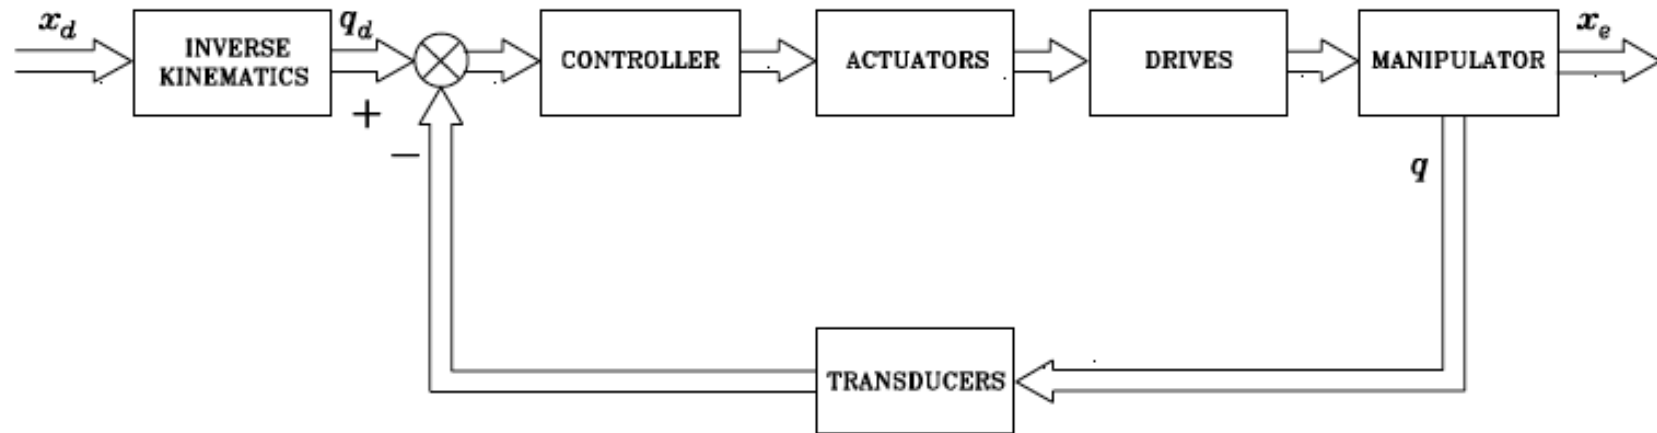 x_d
INVERSE
KINEMATICS
q_d
+
−
CONTROLLER
ACTUATORS
DRIVES
MANIPULATOR
x_e
q
TRANSDUCERS